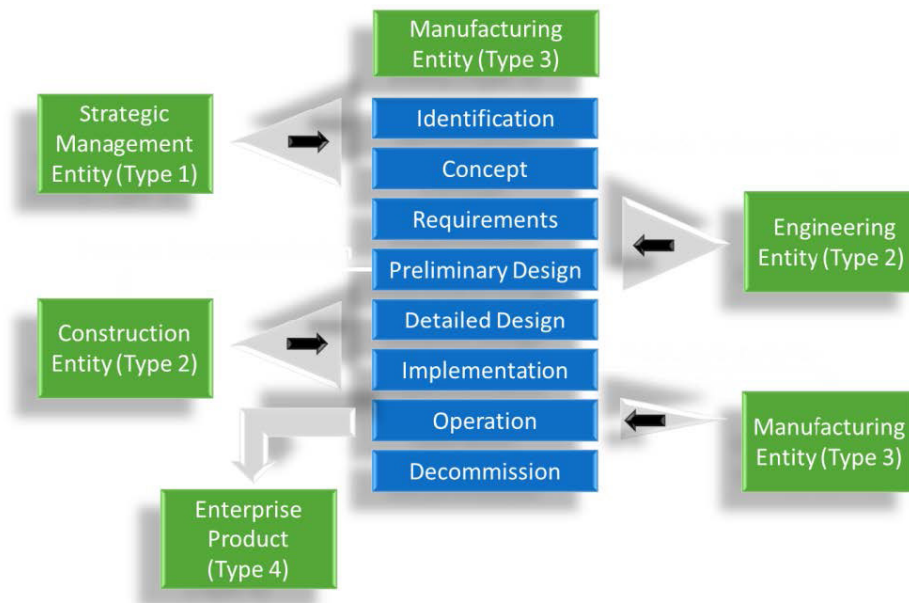 Manufacturing
Entity (Type 3)
Strategic
Management
Entity (Type 1)
Identification
Concept
Requirements
Engineering
Entity (Type 2)
Preliminary Design
Detailed Design
Construction
Entity (Type 2)
Implementation
Operation
Manufacturing
Entity (Type 3)
Decommission
Enterprise
Product
(Type 4)